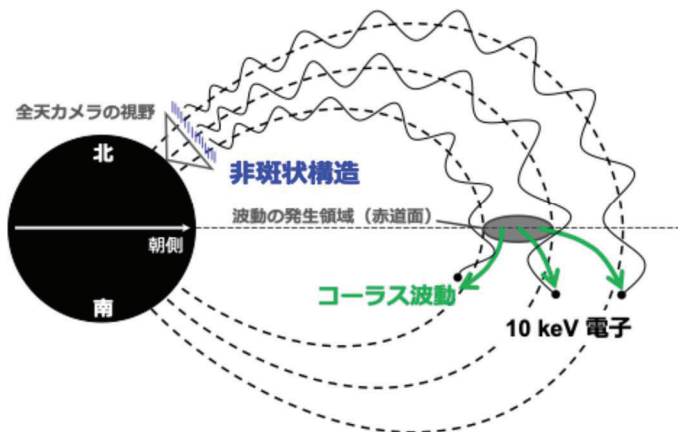 全天カメラの視野
北
非斑状構造
波動の発生領域（赤道面）
朝側
コーラス波動
南
10 keV 電子